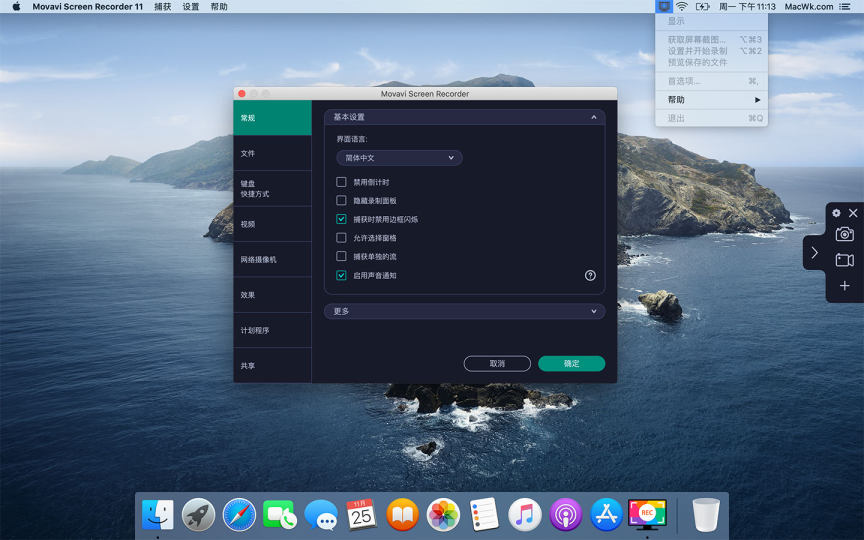 Movavi Screen Recorder 11 捕获 设置 帮助
周一 下午11:13 MacWk.com
显示
获取屏幕截图... ⌥⌘3
设置并开始录制 ⌥⌘2
预览保存的文件
首选项... ⌘,
帮助
退出 ⌘Q
Movavi Screen Recorder
常规
文件
键盘
快捷方式
视频
网络摄像机
效果
计划程序
共享
基本设置
界面语言:
简体中文
禁用倒计时
隐藏录制面板
捕获时禁用边框闪烁
允许选择窗格
捕获单独的流
启用声音通知
?
更多
取消
确定
11月
25
REC